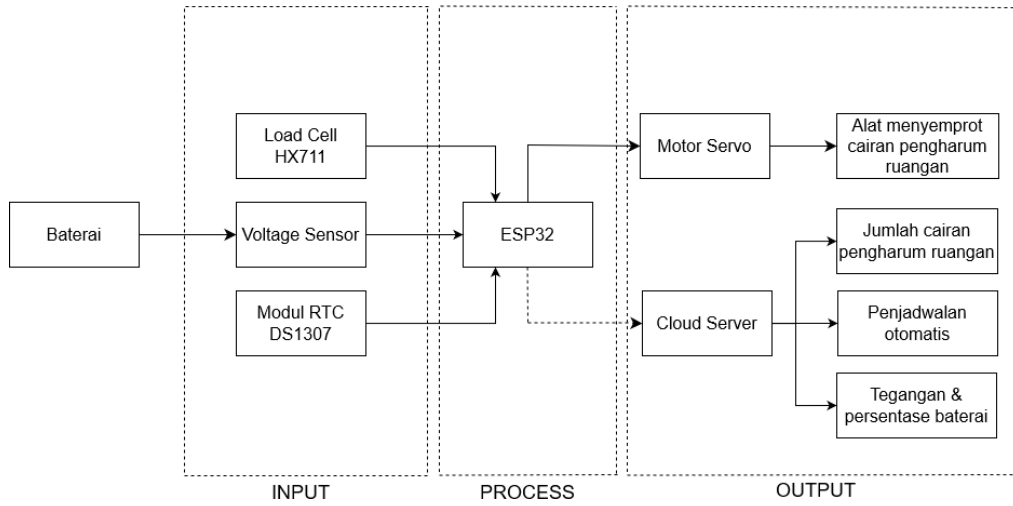 Baterai
Load Cell
HX711
Voltage Sensor
Modul RTC
DS1307
INPUT
ESP32
PROCESS
Motor Servo
Alat menyemprot
cairan pengharum
ruangan
Cloud Server
Jumlah cairan
pengharum ruangan
Penjadwalan
otomatis
Tegangan &
persentase baterai
OUTPUT